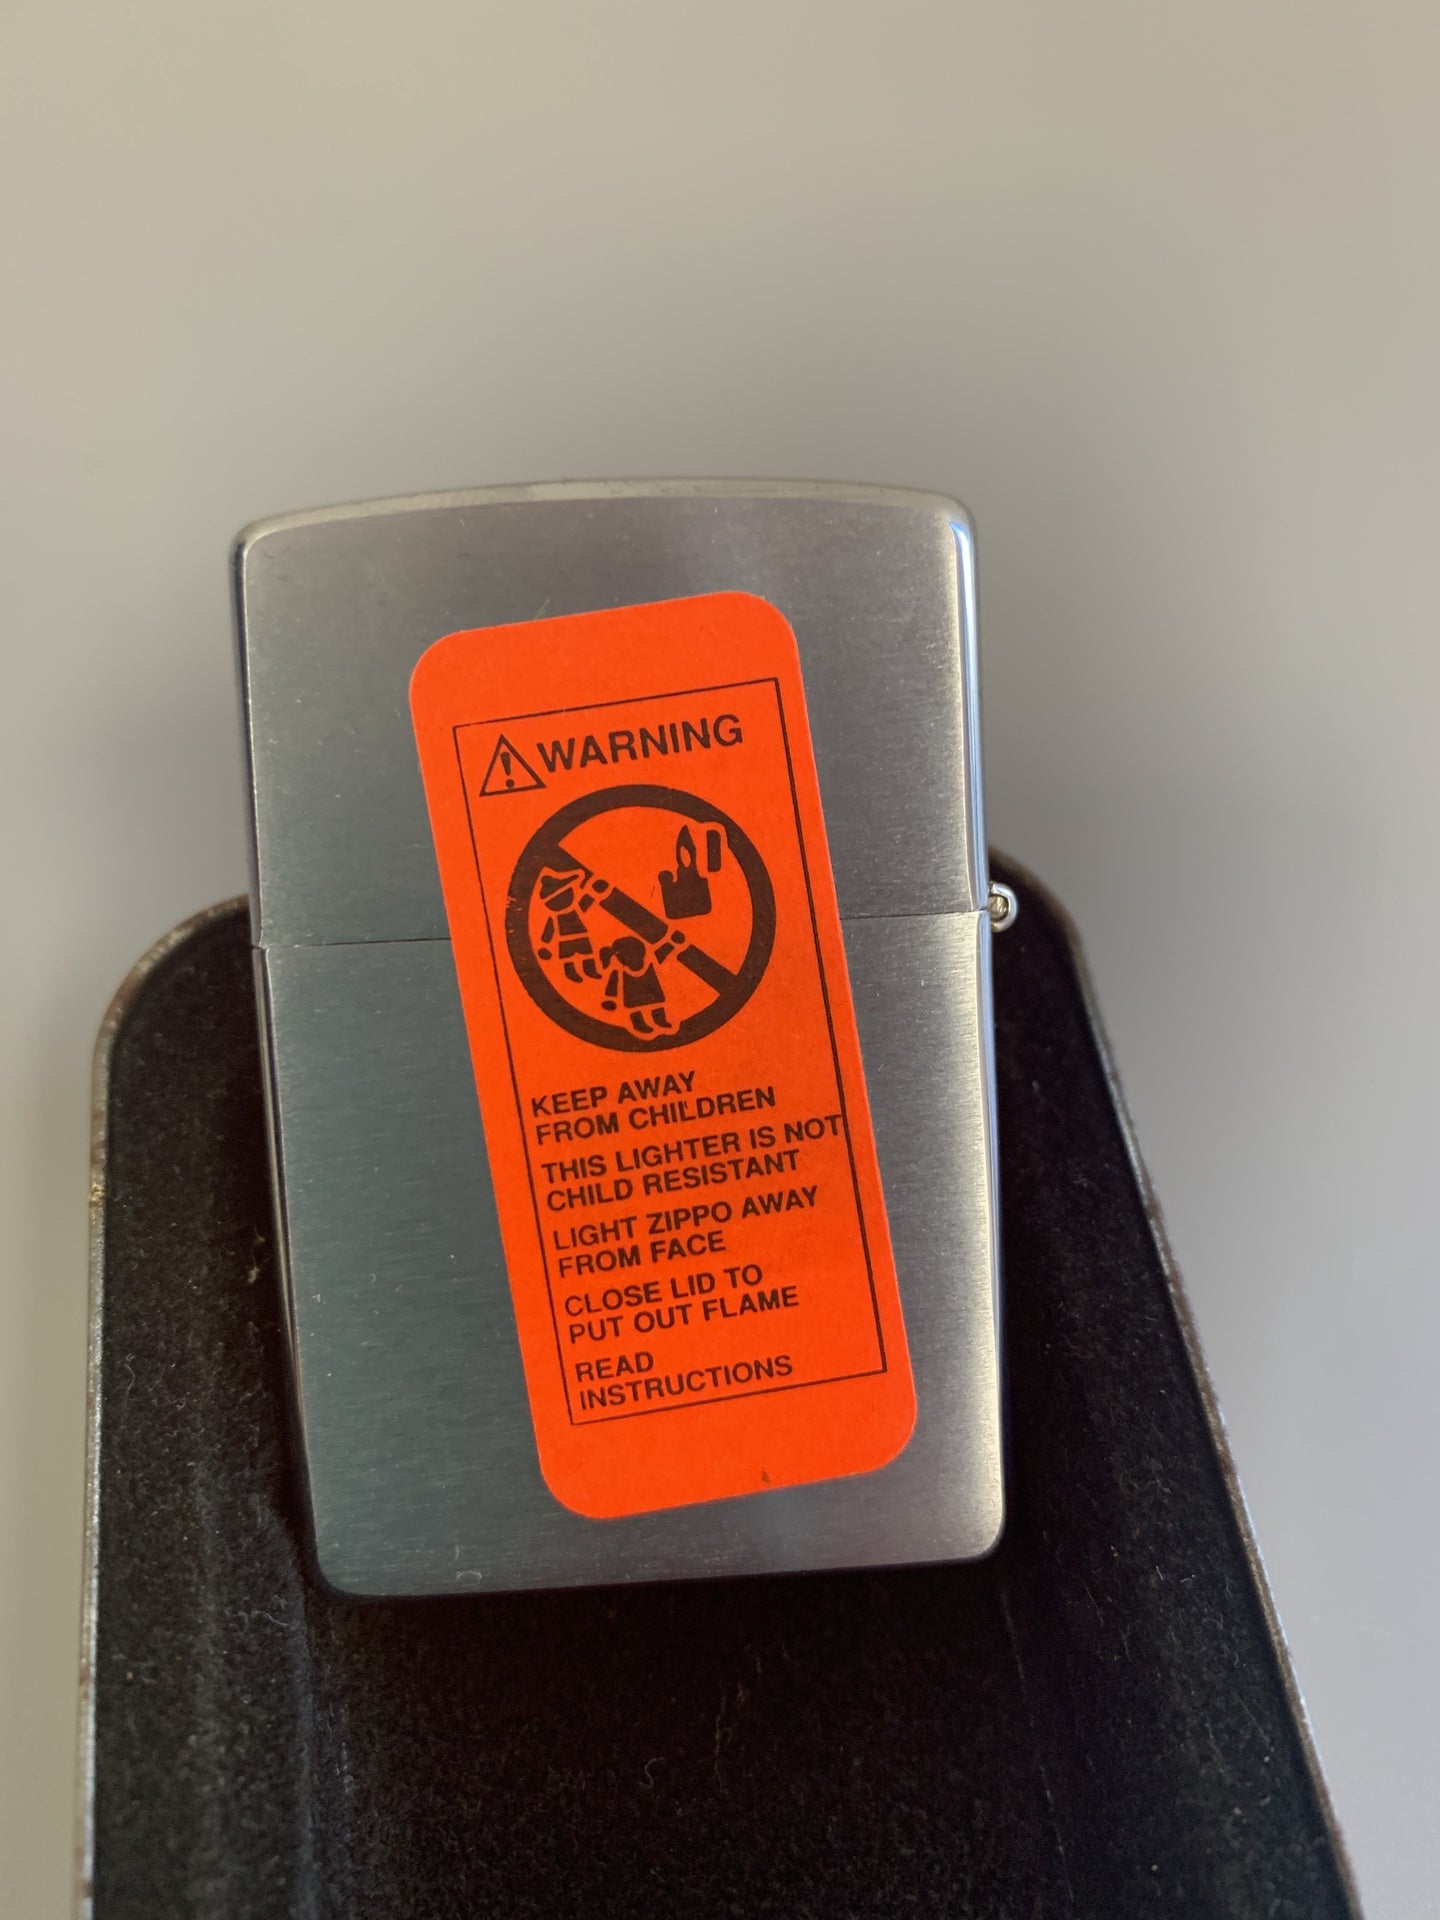 WARNING
KEEP AWAY
FROM CHILDREN
THIS LIGHTER IS NOT
CHILD RESISTANT
LIGHT ZIPPO AWAY
FROM FACE
CLOSE LID TO
PUT OUT FLAME
READ
INSTRUCTIONS